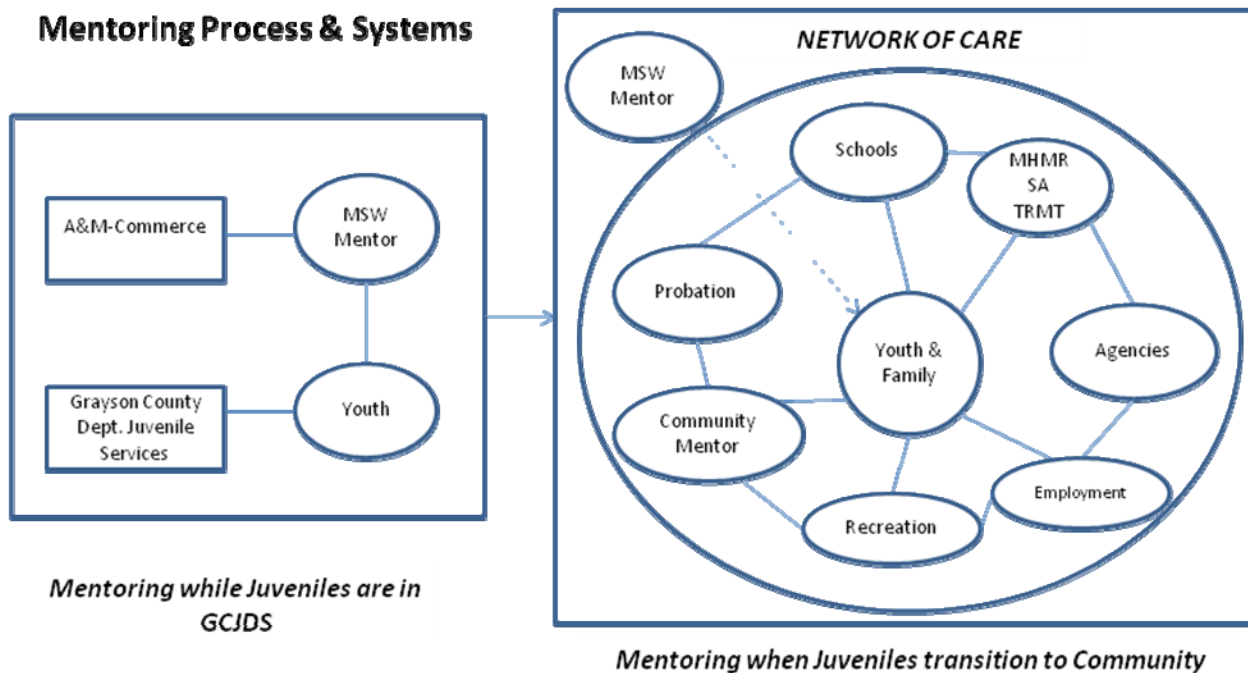 Mentoring Process & Systems
A&M-Commerce
MSW
Mentor
Grayson County
Dept. Juvenile
Services
Youth
Mentoring while Juveniles are in
GCJDS
NETWORK OF CARE
MSW
Mentor
Schools
MHMR
SA
TRMT
Probation
Youth &
Family
Agencies
Community
Mentor
Employment
Recreation
Mentoring when Juveniles transition to Community